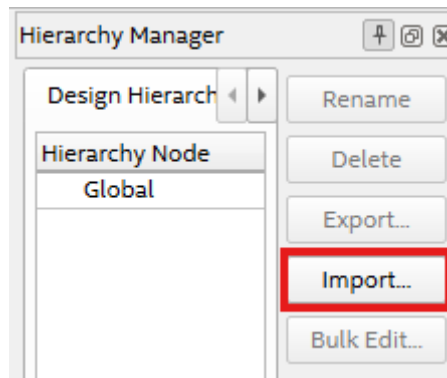 Hierarchy Manager
Design Hierarch
Hierarchy Node
Global
Rename
Delete
Export...
Import...
Bulk Edit...